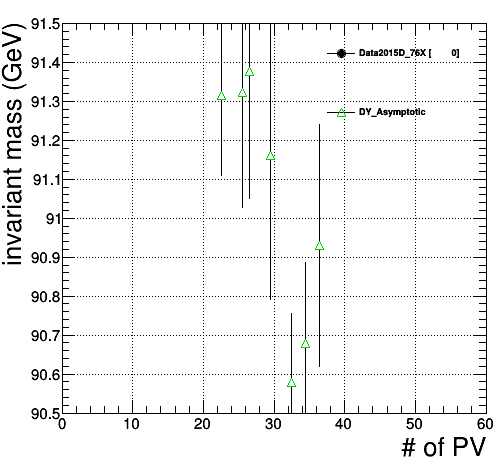 91.5
91.4
91.3
91.2
91.1
91
90.9
90.8
90.7
90.6
90.5
invariant mass (GeV)
Data2015D_76X [ 0]
DY_Asymptotic
0 10 20 30 40 50 60
# of PV